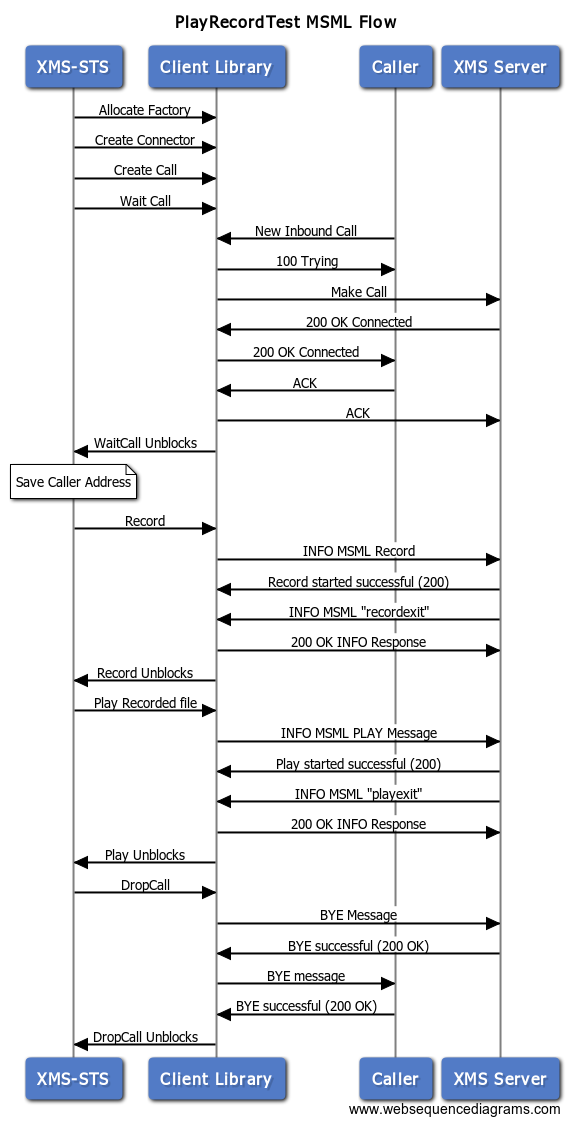 PlayRecordTest MSML Flow
XMS-STS
Client Library
Caller
XMS Server
Allocate Factory
Create Connector
Create Call
Wait Call
New Inbound Call
100 Trying
Make Call
200 OK Connected
200 OK Connected
ACK
ACK
WaitCall Unblocks
Save Caller Address
Record
INFO MSML Record
Record started successful (200)
INFO MSML "recordexit"
200 OK INFO Response
Record Unblocks
Play Recorded file
INFO MSML PLAY Message
Play started successful (200)
INFO MSML "playexit"
200 OK INFO Response
Play Unblocks
DropCall
BYE Message
BYE successful (200 OK)
BYE message
BYE successful (200 OK)
DropCall Unblocks
XMS-STS
Client Library
Caller
XMS Server
www.websequencediagrams.com